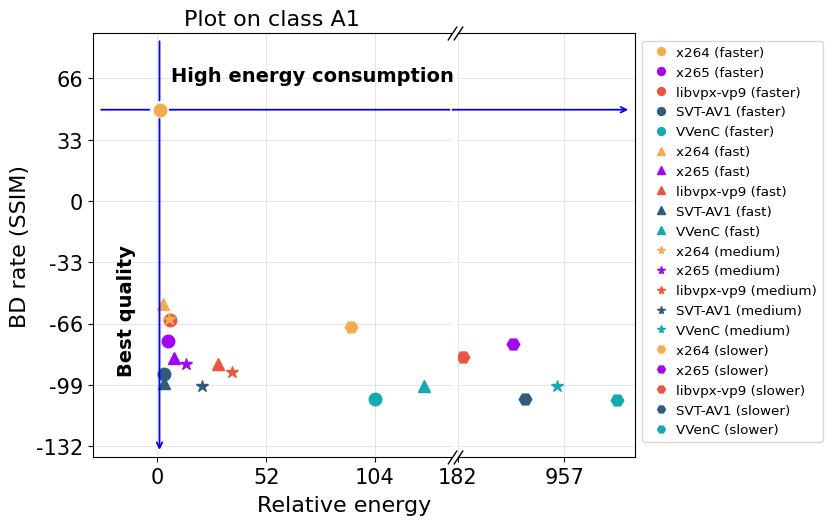 Plot on class A1
High energy consumption
Best quality
BD rate (SSIM)
66
33
0
-33
-66
-99
-132
0
52
104
182
957
Relative energy
x264 (faster)
x265 (faster)
libvpx-vp9 (faster)
SVT-AV1 (faster)
VVenC (faster)
x264 (fast)
x265 (fast)
libvpx-vp9 (fast)
SVT-AV1 (fast)
VVenC (fast)
x264 (medium)
x265 (medium)
libvpx-vp9 (medium)
SVT-AV1 (medium)
VVenC (medium)
x264 (slower)
x265 (slower)
libvpx-vp9 (slower)
SVT-AV1 (slower)
VVenC (slower)